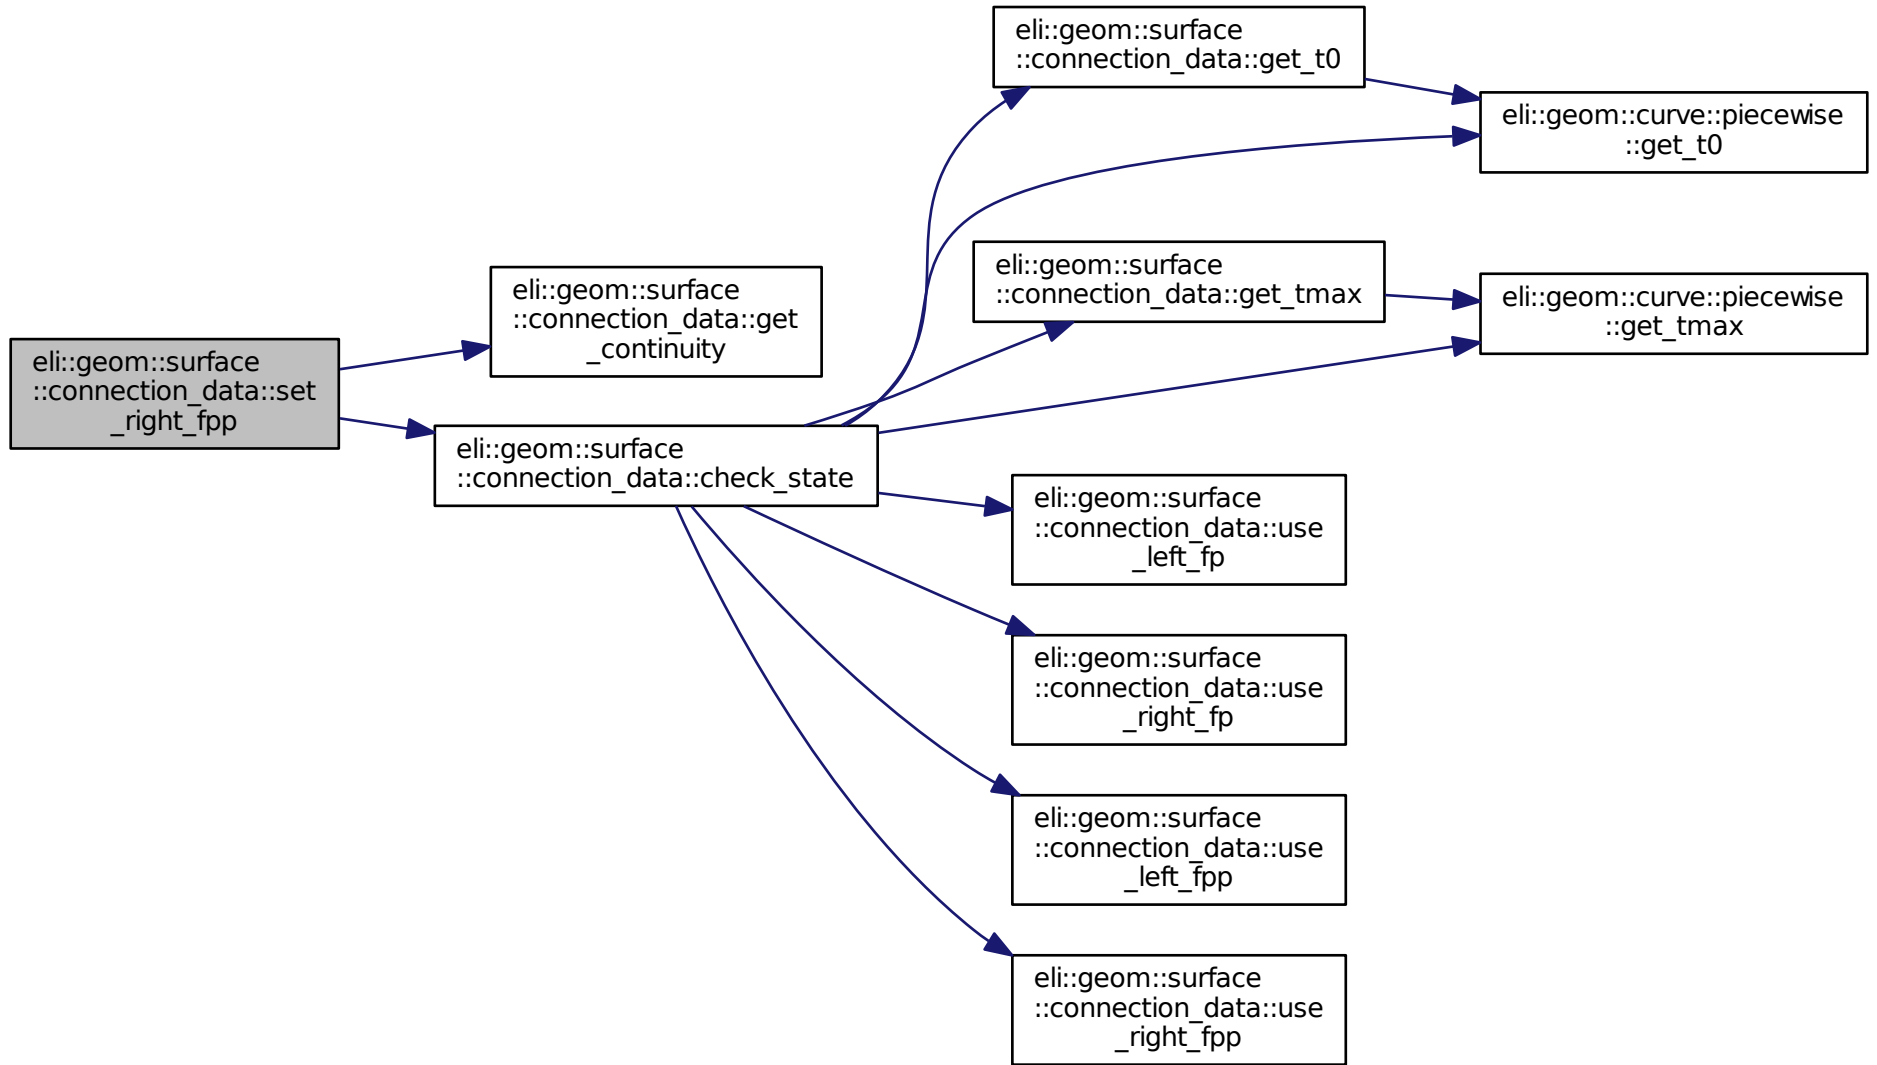 eli::geom::surface
::connection_data::set
_right_fpp
eli::geom::surface
::connection_data::get
_continuity
eli::geom::surface
::connection_data::check_state
eli::geom::surface
::connection_data::get_t0
eli::geom::curve::piecewise
::get_t0
eli::geom::surface
::connection_data::get_tmax
eli::geom::curve::piecewise
::get_tmax
eli::geom::surface
::connection_data::use
_left_fp
eli::geom::surface
::connection_data::use
_right_fp
eli::geom::surface
::connection_data::use
_left_fpp
eli::geom::surface
::connection_data::use
_right_fpp